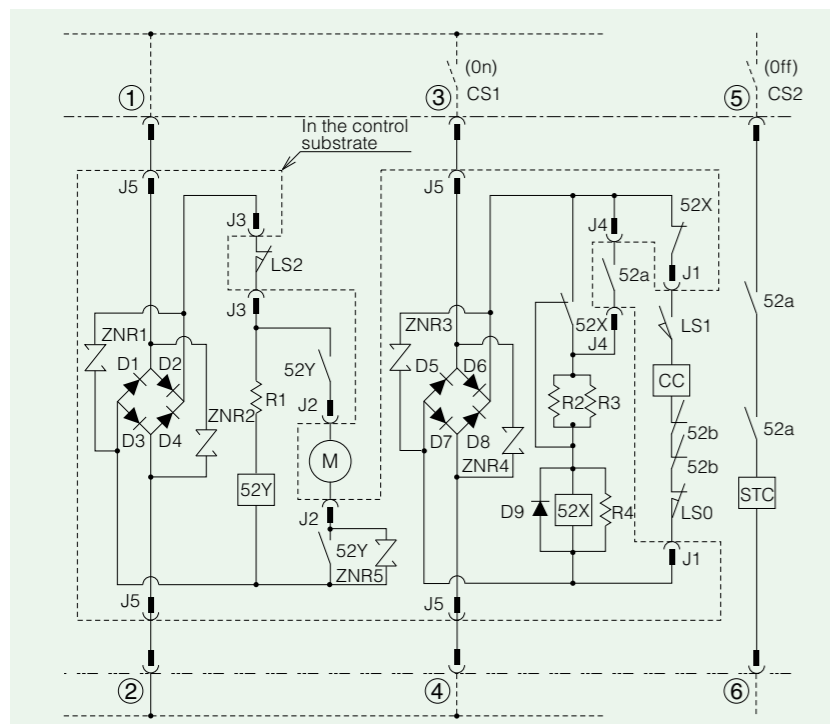 (0n)
(0ff)
①
③
CS1
⑤
CS2
In the control
substrate
J5
J5
J3
J4
52X
LS2
52a
J1
J3
52a
ZNR1
ZNR3
52X
LS1
J4
D1
D2
52Y
D5
D6
CC
R1
J2
R2
R3
ZNR2
52a
D3
D4
D7
D8
52b
M
ZNR4
52b
52Y
D9
52X
R4
STC
LS0
J2
52Y
J1
ZNR5
J5
J5
②
④
⑥